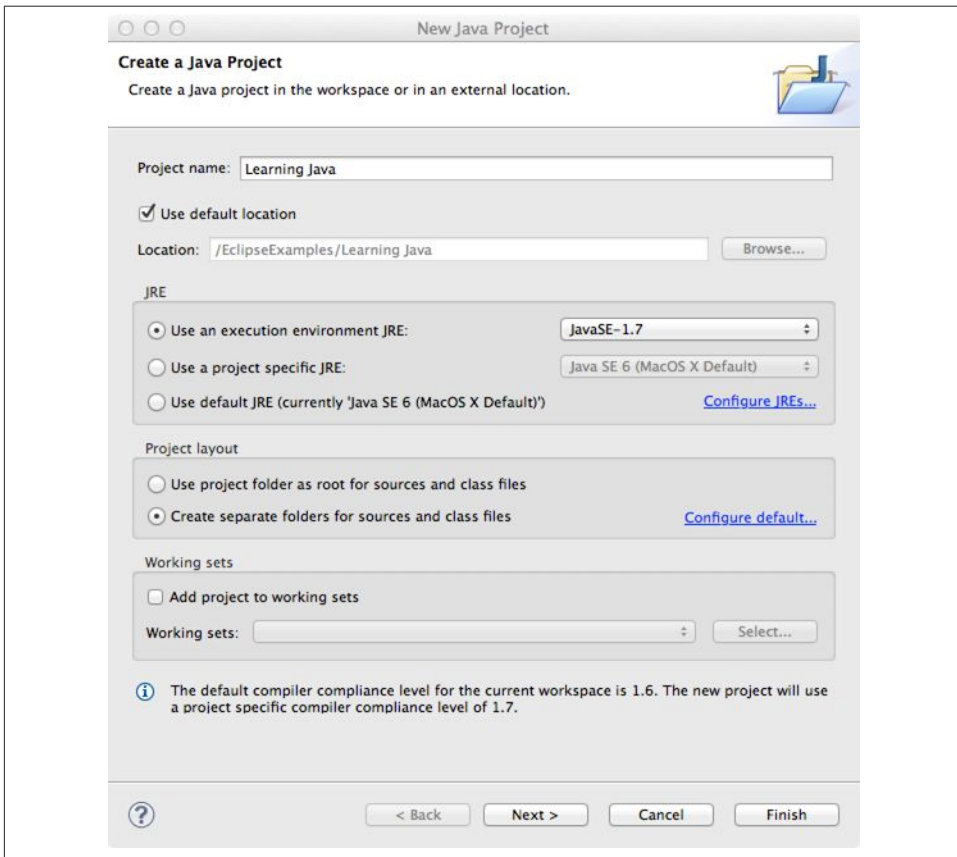 New Java Project
Create a Java Project
Create a Java project in the workspace or in an external location.
Project name: Learning Java
Use default location
Location: /EclipseExamples/Learning Java Browse...
JRE
Use an execution environment JRE: JavaSE-1.7
Use a project specific JRE: Java SE 6 (MacOS X Default)
Use default JRE (currently 'Java SE 6 (MacOS X Default)') Configure JREs...
Project layout
Use project folder as root for sources and class files
Create separate folders for sources and class files Configure default...
Working sets
Add project to working sets
Working sets: Select...
The default compiler compliance level for the current workspace is 1.6. The new project will use
a project specific compiler compliance level of 1.7.
? < Back Next > Cancel Finish